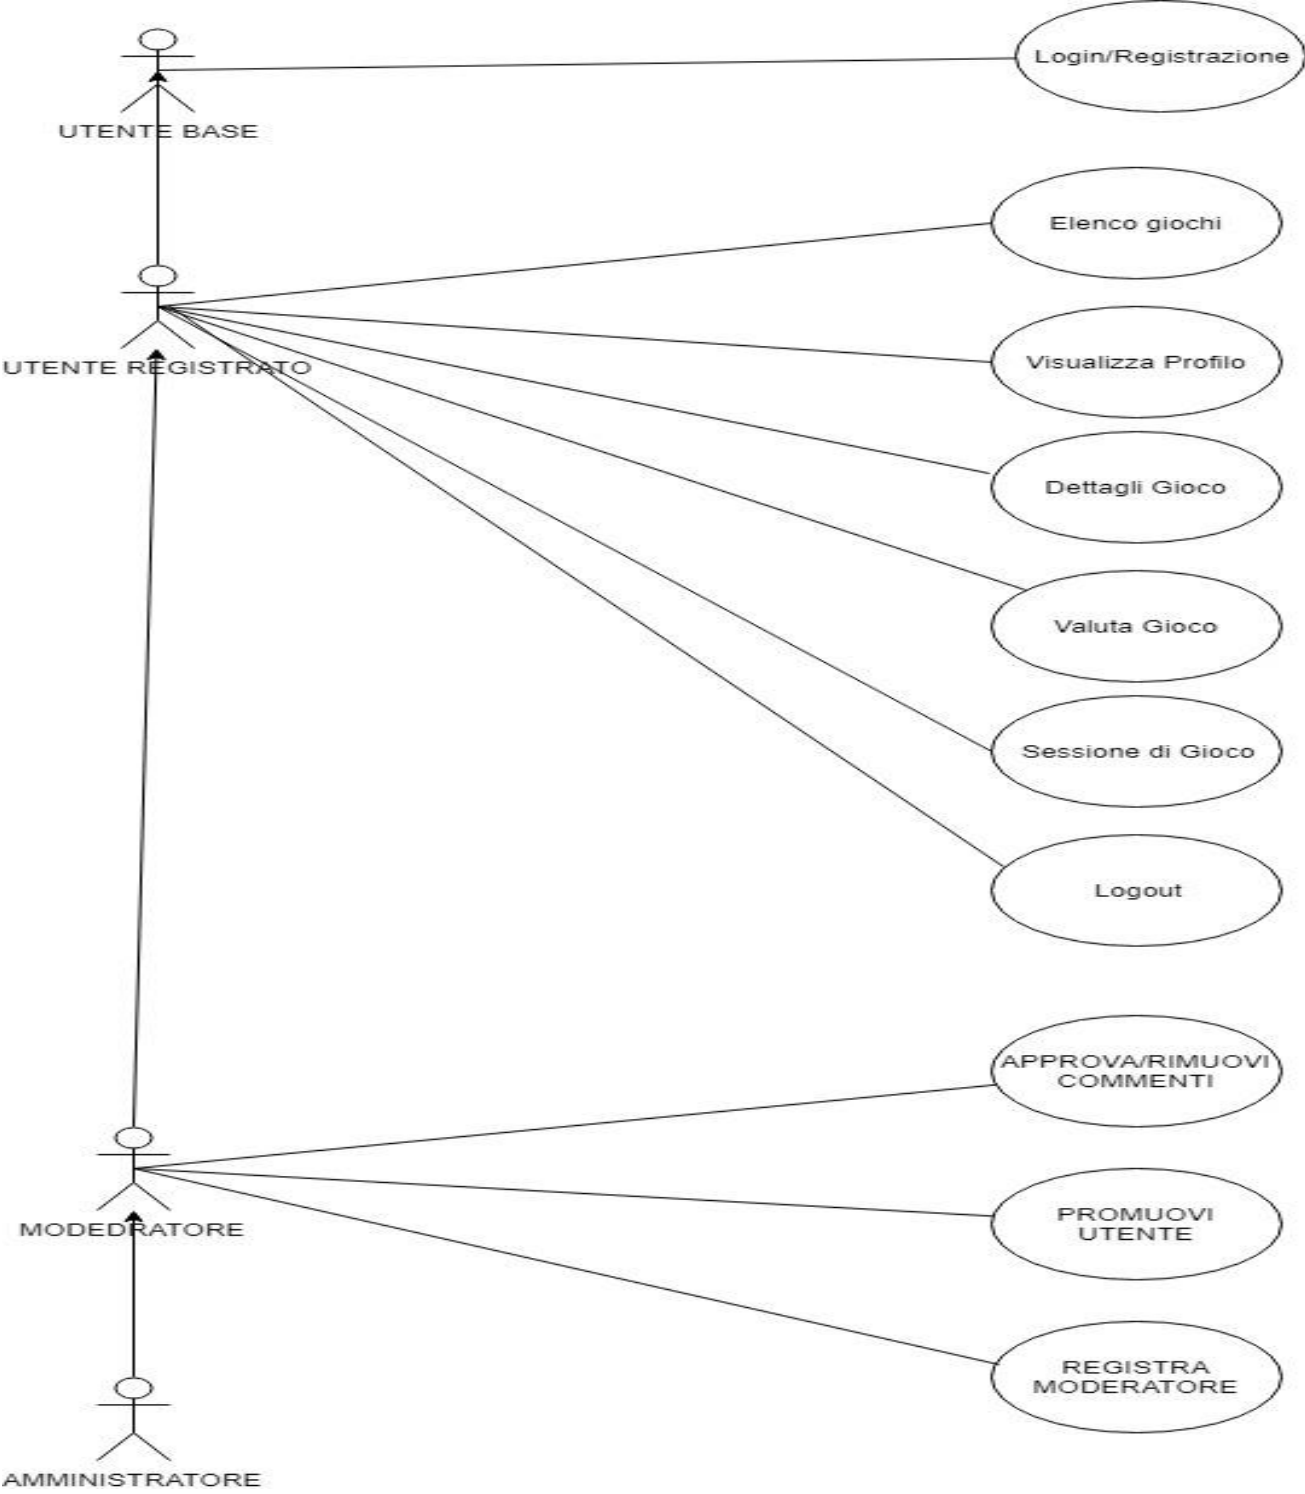 Login/Registrazione
UTENTE BASE
Elenco giochi
Visualizza Profilo
UTENTE REGISTRATO
Dettagli Gioco
Valuta Gioco
Sessione di Gioco
Logout
APPROVA/RIMUOVI
COMMENTI
PROMUOVI
UTENTE
MODEDRATORE
REGISTRA
MODERATORE
AMMINISTRATORE